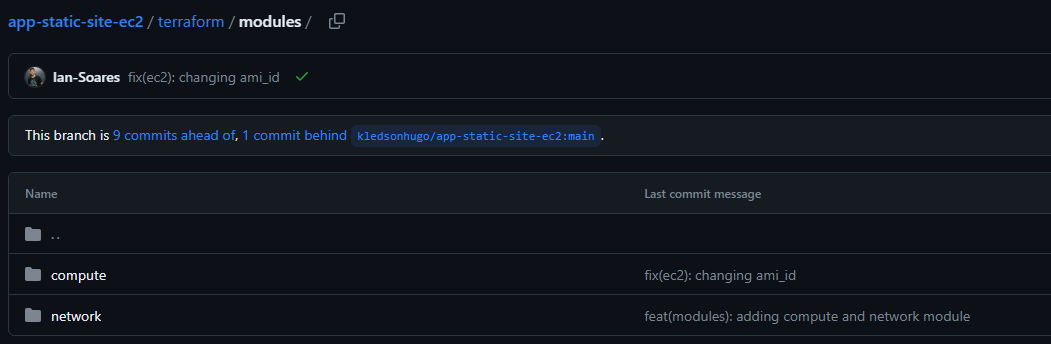 app-static-site-ec2 / terraform / modules /
Ian-Soares fix(ec2): changing ami_id
This branch is 9 commits ahead of, 1 commit behind kledsonhugo/app-static-site-ec2:main.
Name Last commit message
..
compute fix(ec2): changing ami_id
network feat(modules): adding compute and network module